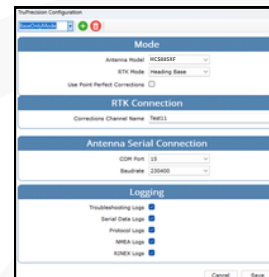 TruPrecision Configuration
BaseOnlyMode
Mode
Antenna Model HCS885XF
RTK Mode Heading Base
Use Point Perfect Corrections
RTK Connection
Corrections Channel Name Test11
Antenna Serial Connection
COM Port 15
Baudrate 230400
Logging
Troubleshooting Logs
Serial Data Logs
Protocol Logs
NMEA Logs
RINEX Logs
Cancel Save